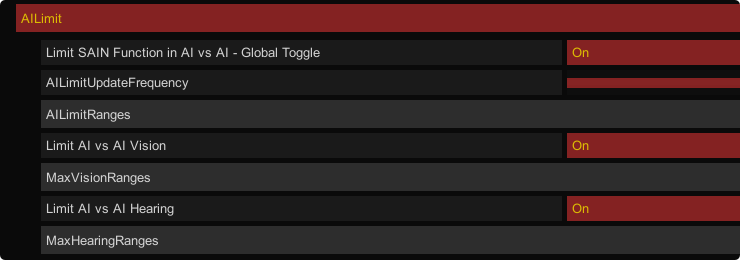 AILimit
Limit SAIN Function in AI vs AI - Global Toggle On
AILimitUpdateFrequency
AILimitRanges
Limit AI vs AI Vision On
MaxVisionRanges
Limit AI vs AI Hearing On
MaxHearingRanges